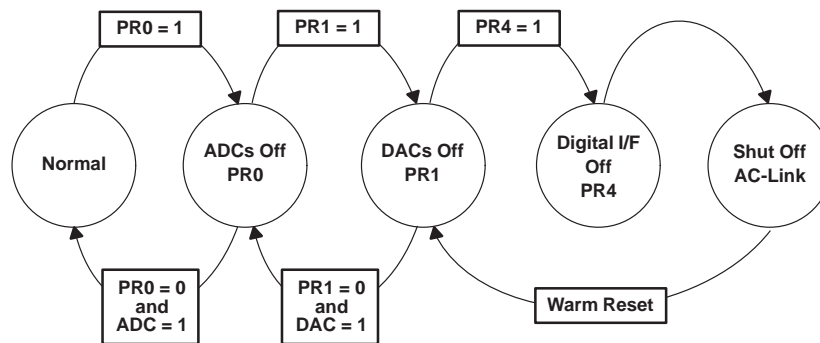 PR0 = 1
PR1 = 1
PR4 = 1
Normal
ADCs Off
PR0
DACs Off
PR1
Digital I/F
Off
PR4
Shut Off
AC-Link
PR0 = 0
and
ADC = 1
PR1 = 0
and
DAC = 1
Warm Reset